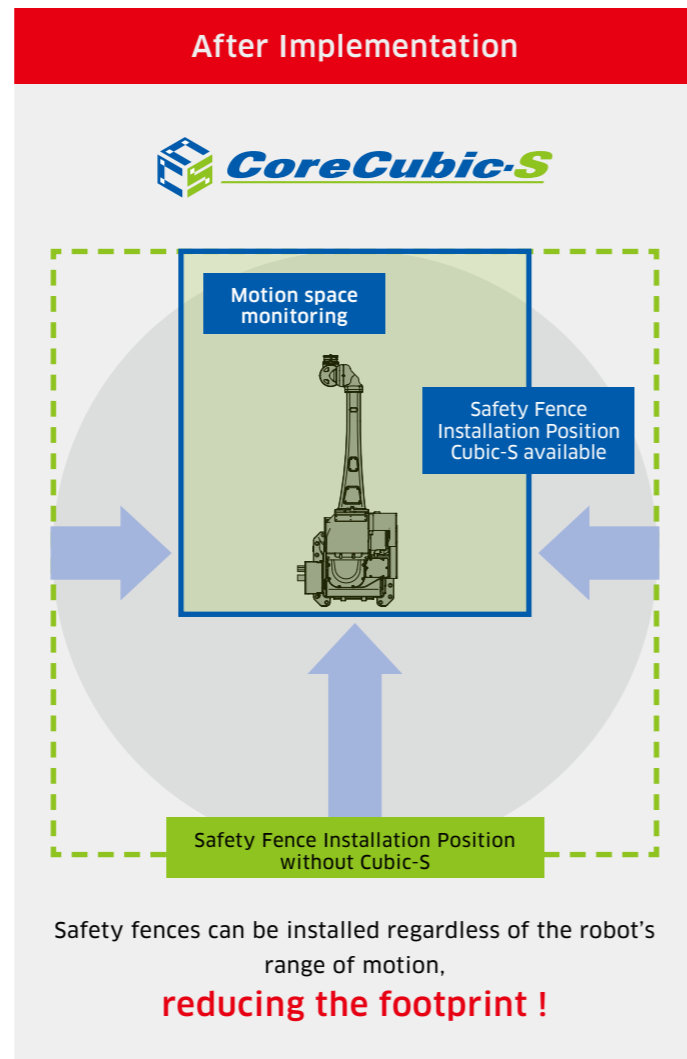 After Implementation
CoreCubic-S
Motion space
monitoring
Safety Fence
Installation Position
Cubic-S available
Safety Fence Installation Position
without Cubic-S
Safety fences can be installed regardless of the robot’s
range of motion,
reducing the footprint !